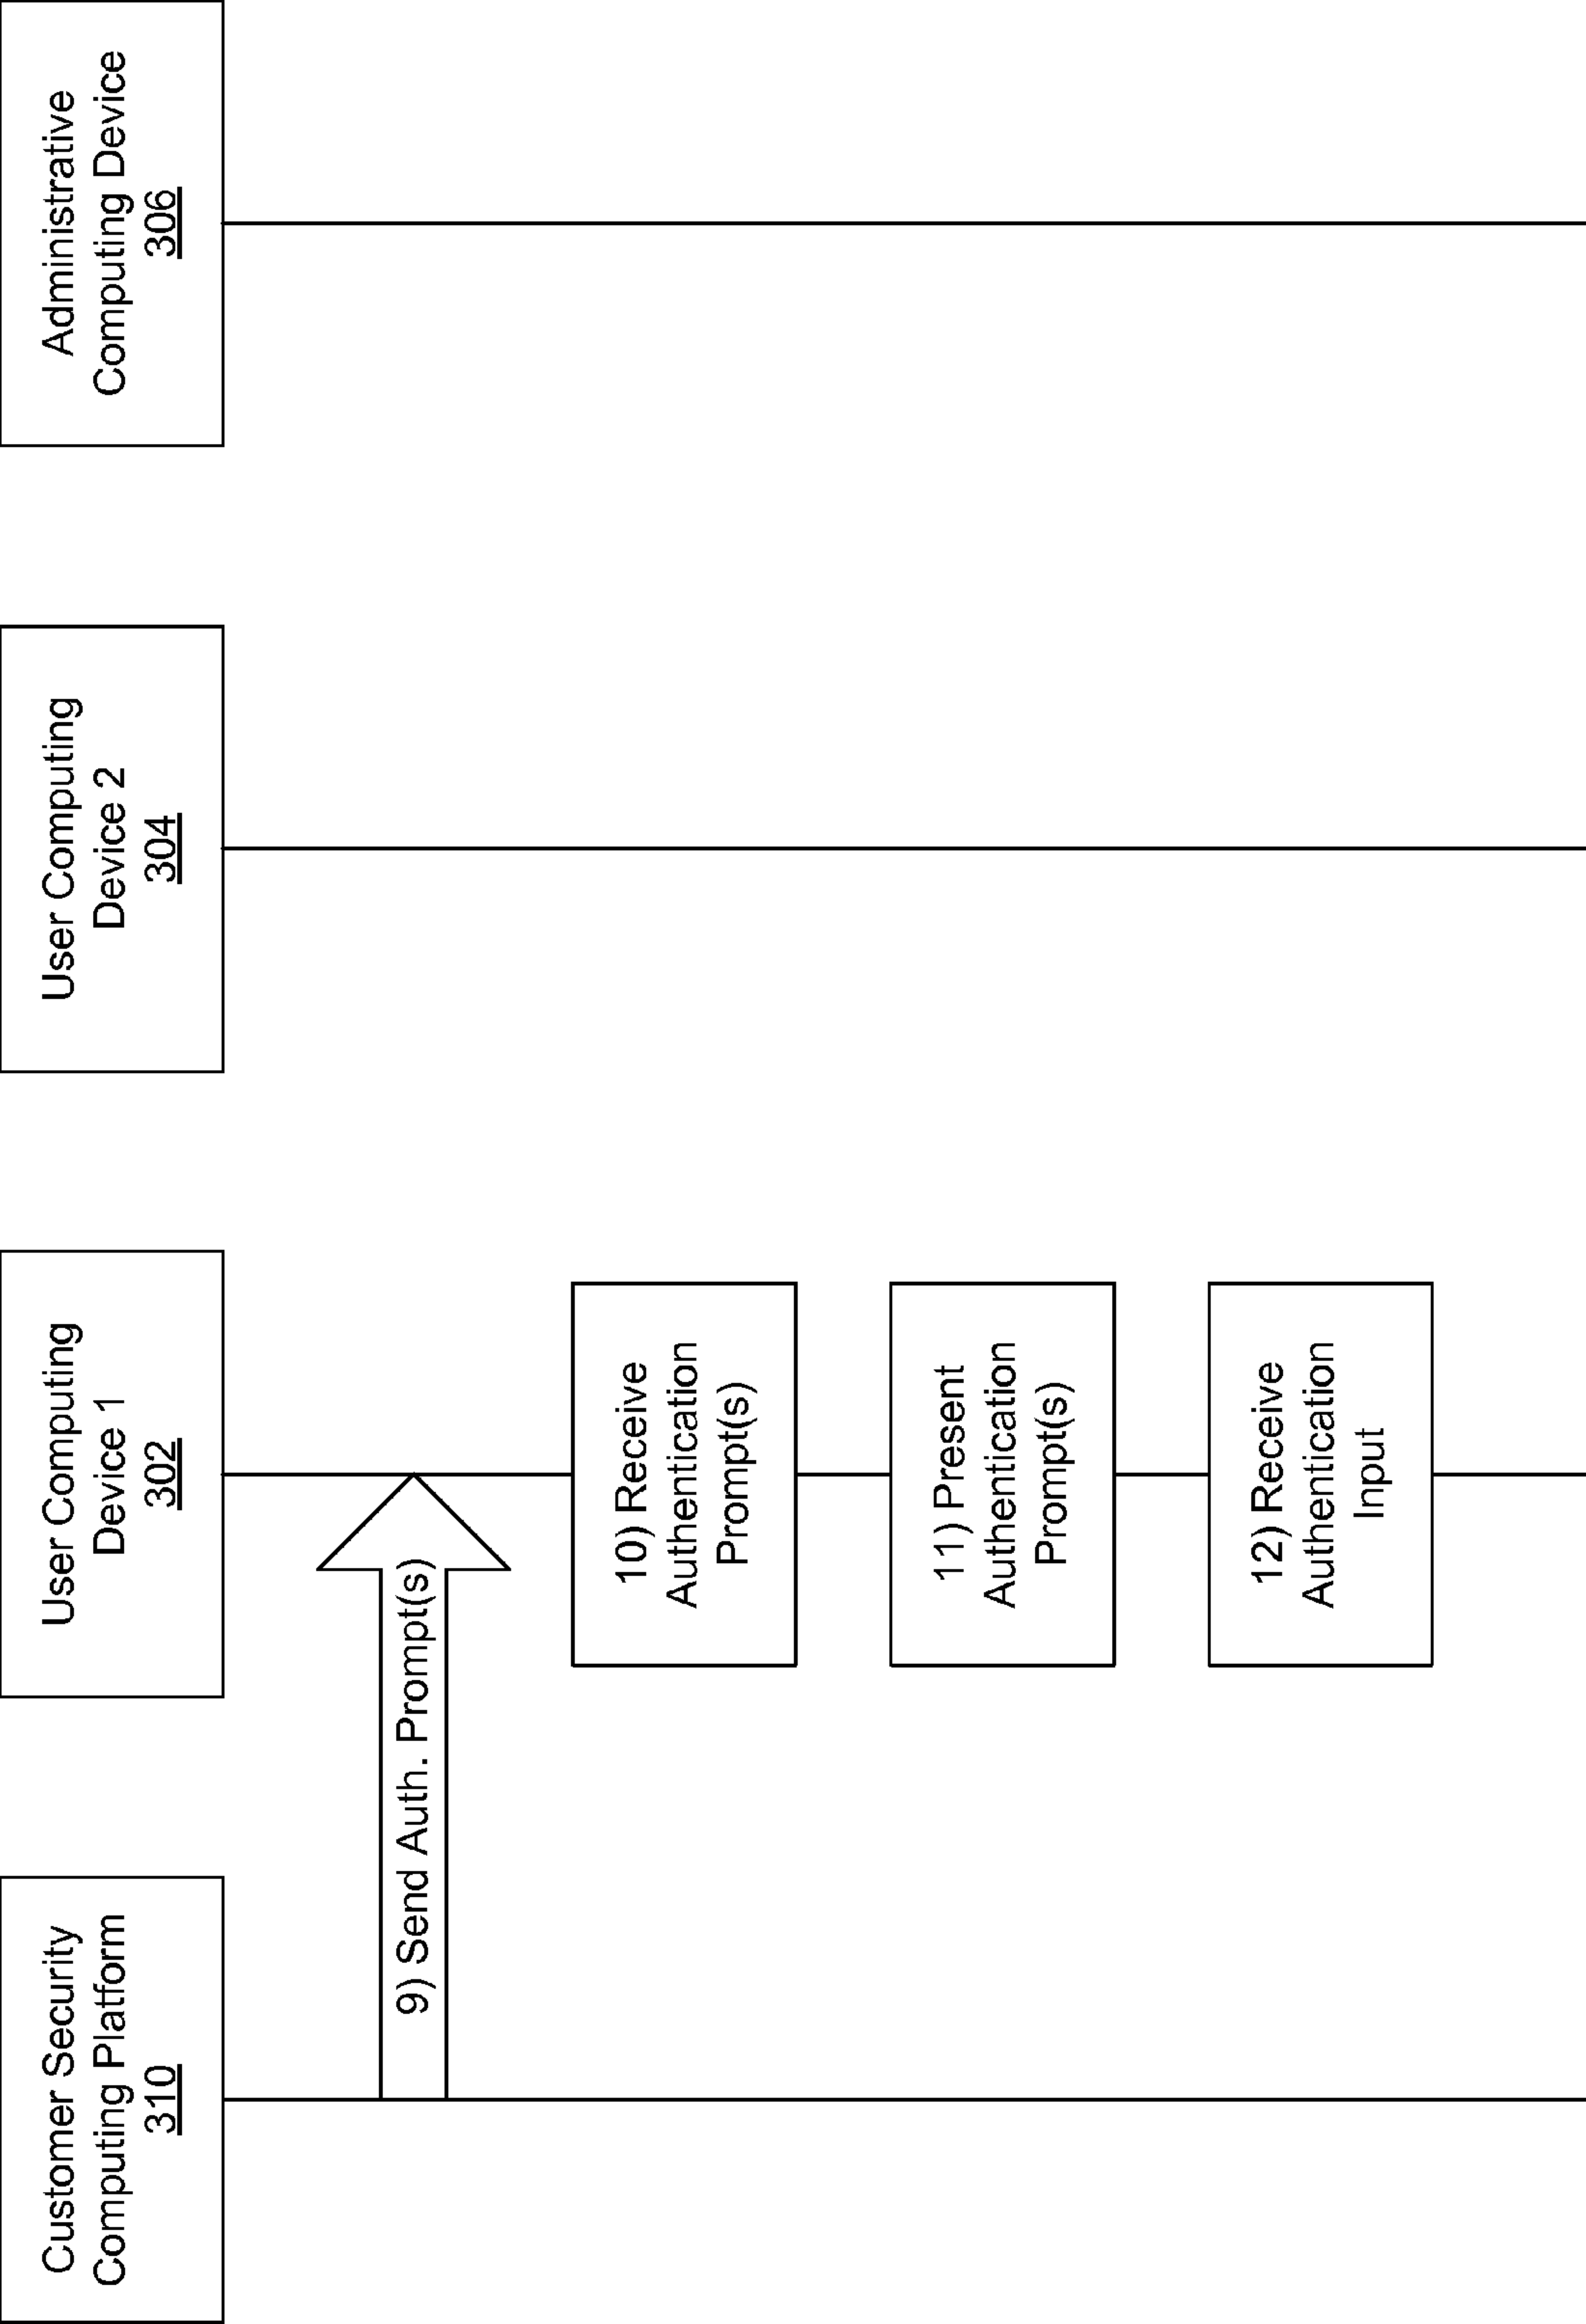 Customer Security
Computing Platform
310
User Computing
Device 1
302
User Computing
Device 2
304
Administrative
Computing Device
306
9) Send Auth. Prompt(s)
10) Receive
Authentication
Prompt(s)
11) Present
Authentication
Prompt(s)
12) Receive
Authentication
Input